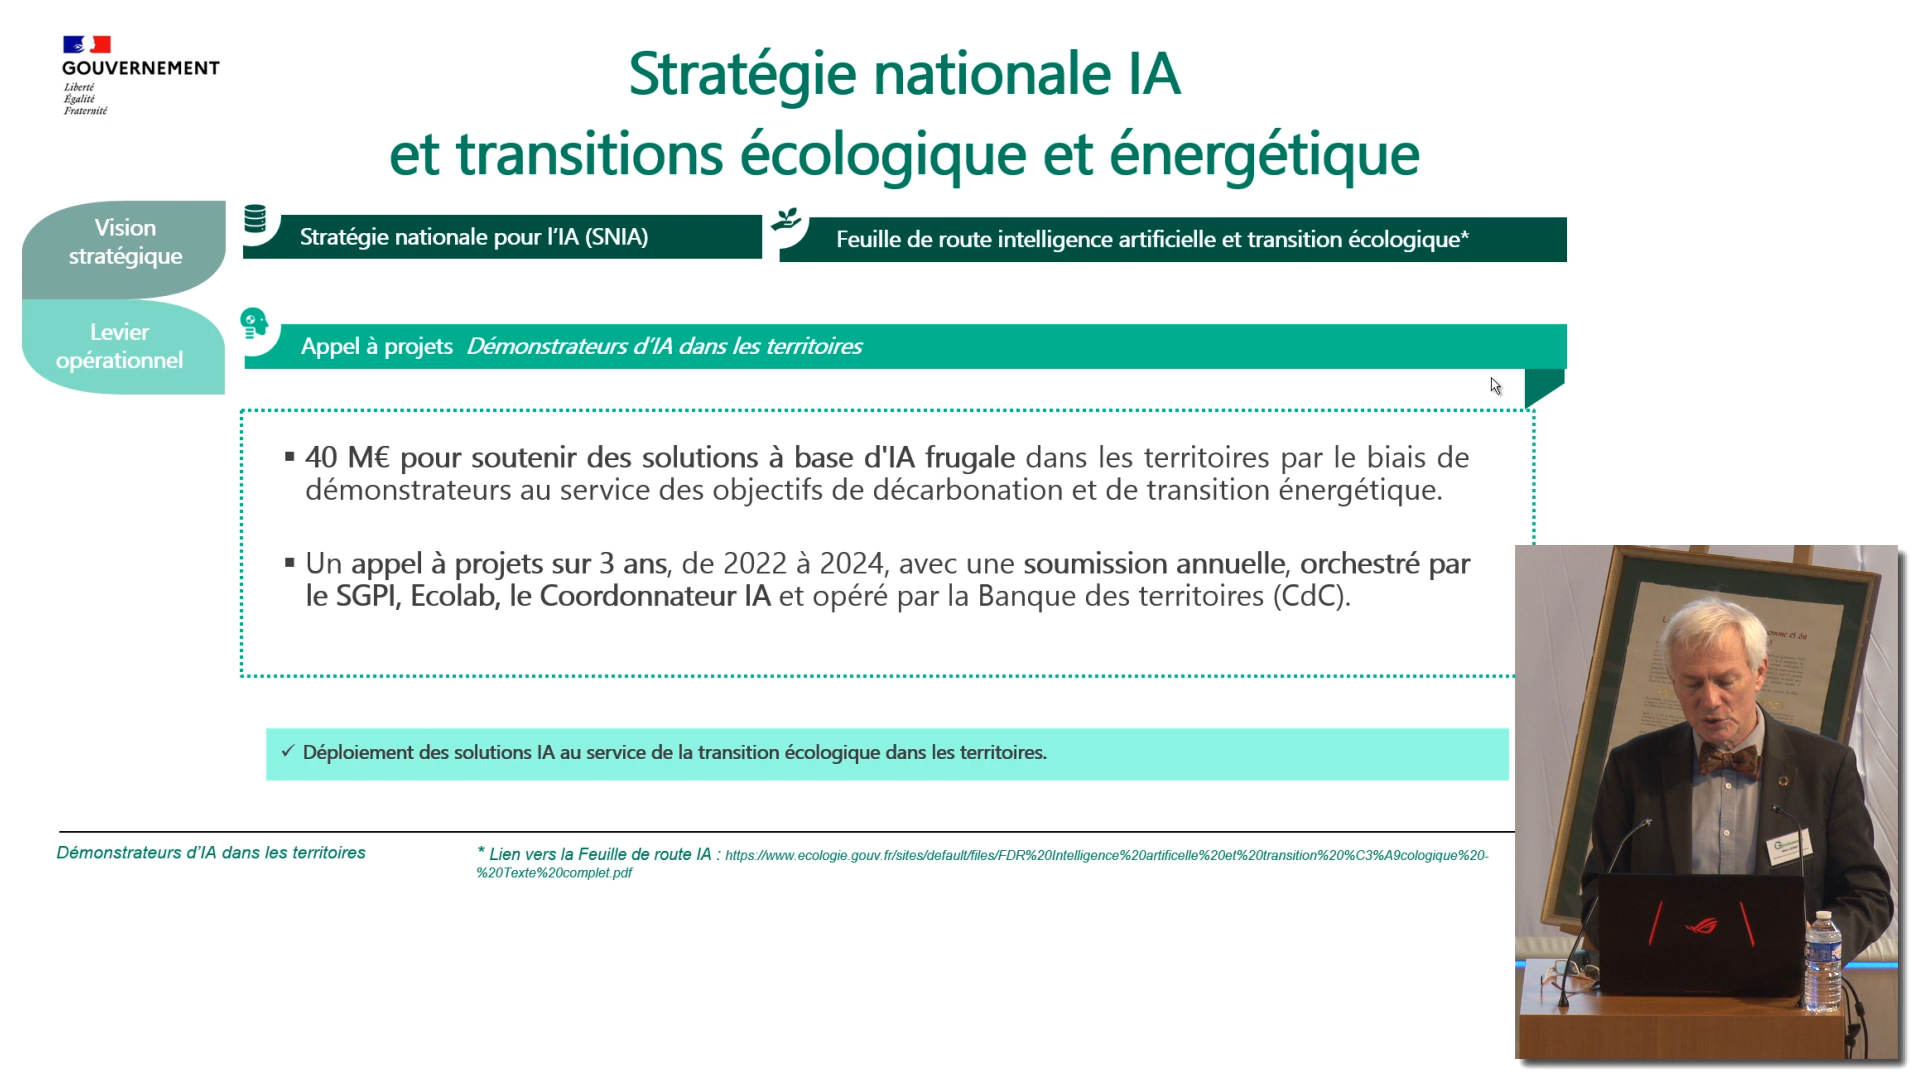 GOUVERNEMENT
Liberté
Égalité
Fraternité
Stratégie nationale IA
et transitions écologique et énergétique
Vision
stratégique
Stratégie nationale pour l’IA (SNIA)
Feuille de route intelligence artificielle et transition écologique*
Levier
opérationnel
Appel à projets Démonstrateurs d’IA dans les territoires
▪ 40 M€ pour soutenir des solutions à base d'IA frugale dans les territoires par le biais de
démonstrateurs au service des objectifs de décarbonation et de transition énergétique.
▪ Un appel à projets sur 3 ans, de 2022 à 2024, avec une soumission annuelle, orchestré par
le SGPI, Ecolab, le Coordonnateur IA et opéré par la Banque des territoires (CdC).
✓ Déploiement des solutions IA au service de la transition écologique dans les territoires.
Démonstrateurs d’IA dans les territoires
* Lien vers la Feuille de route IA : https://www.ecologie.gouv.fr/sites/default/files/FDR%20Intelligence%20artificelle%20et%20transition%20%C3%A9cologique%20-
%20Texte%20complet.pdf